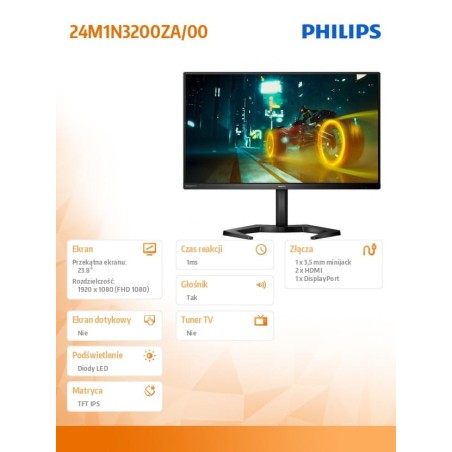 24M1N3200ZA/00
PHILIPS
Ekran
Przekątna ekranu:
23.8"
Rozdzielczość:
1920 x 1080 (FHD 1080)
Ekran dotykowy
Nie
Podświetlenie
Diody LED
Matryca
TFT IPS
Czas reakcji
1ms
Głośnik
Tak
Tuner TV
Nie
Złącza
1 x 3,5 mm minijack
2 x HDMI
1 x DisplayPort